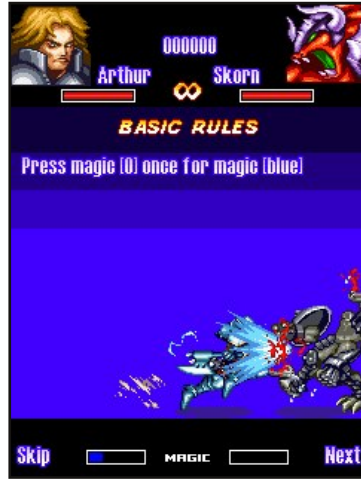 000000
Arthur Skorn
∞
BASIC RULES
Press magic [0] once for magic [blue]
Skip MAGIC Next